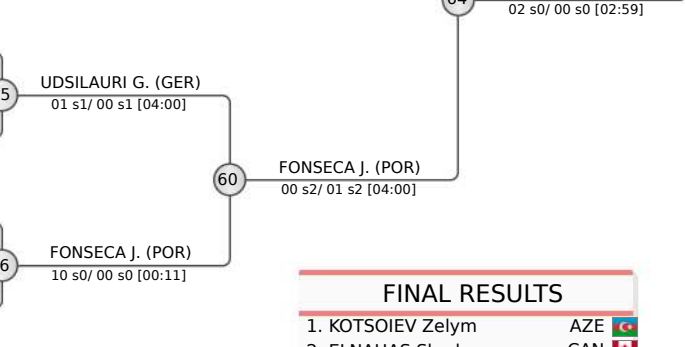 02 s0/ 00 s0 [02:59]
UDSILAURI G. (GER)
01 s1/ 00 s1 [04:00]
5
FONSECA J. (POR)
60
00 s2/ 01 s2 [04:00]
FONSECA J. (POR)
6
10 s0/ 00 s0 [00:11]
FINAL RESULTS
1. KOTSOIEV Zelym AZE